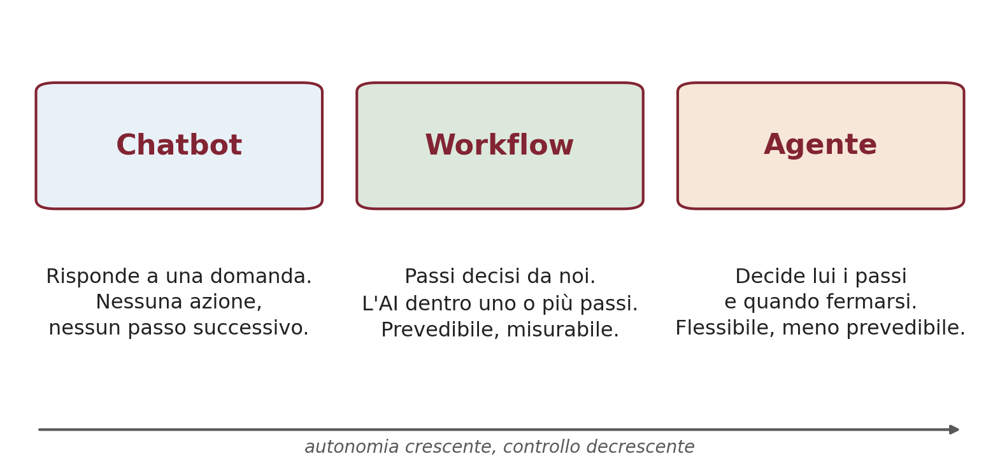 Chatbot
Workflow
Agente
Risponde a una domanda.
Nessuna azione,
nessun passo successivo.
Passi decisi da noi.
L'AI dentro uno o più passi.
Prevedibile, misurabile.
Decide lui i passi
e quando fermarsi.
Flessibile, meno prevedibile.
autonomia crescente, controllo decrescente